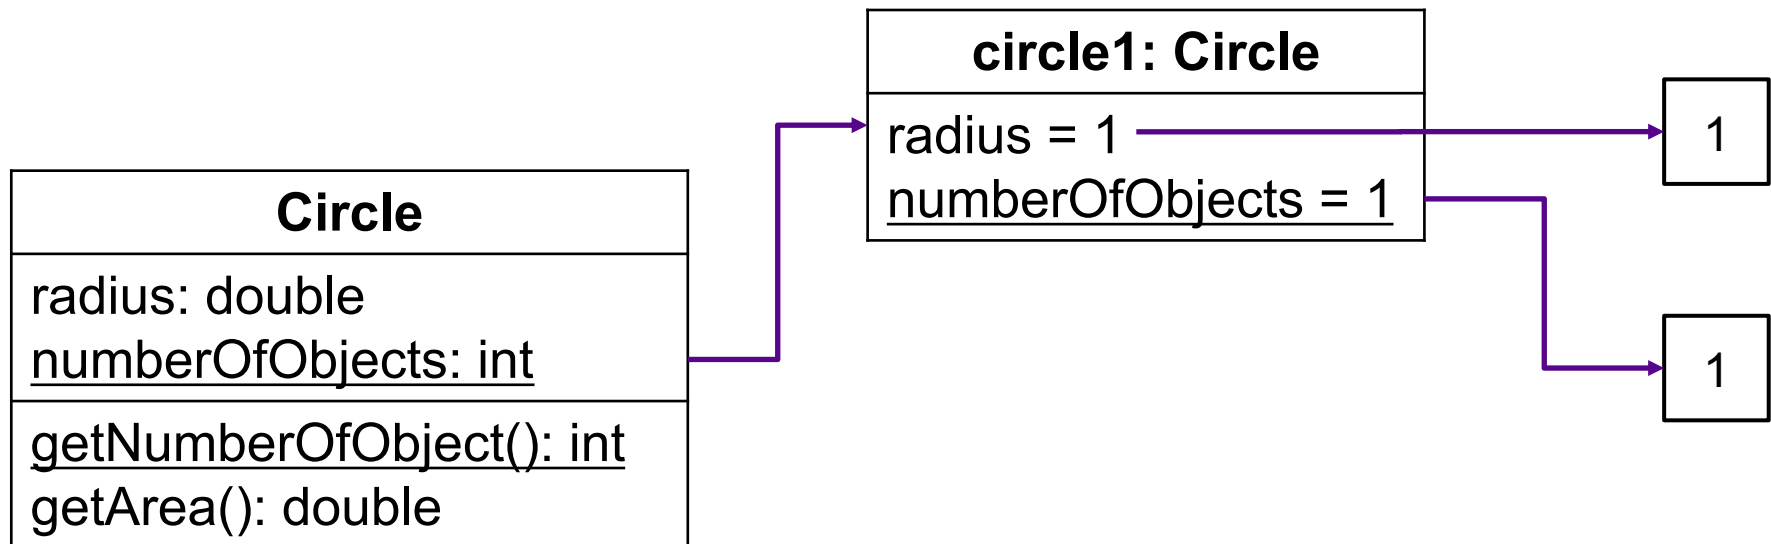 circle1: Circle
radius = 1
numberOfObjects = 1
1
1
Circle
radius: double
numberOfObjects: int
getNumberOfObject(): int
getArea(): double